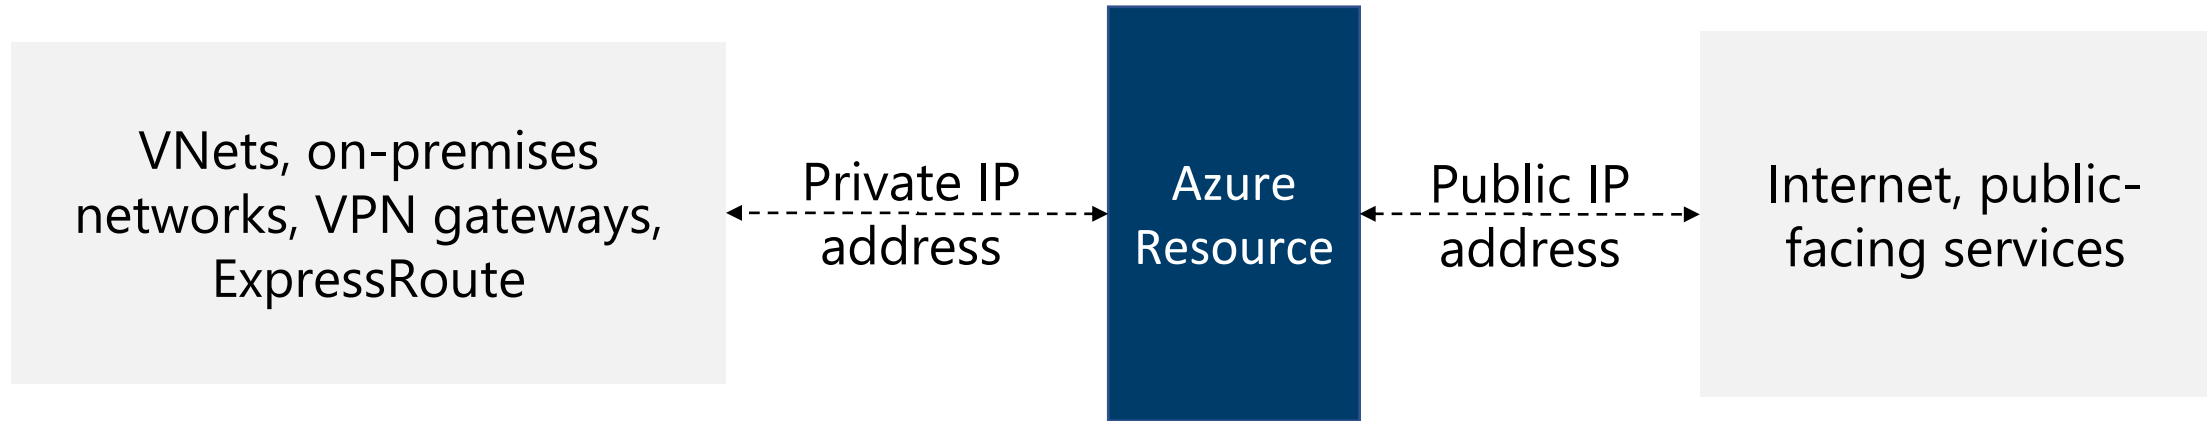 VNets, on-premises
networks, VPN gateways,
ExpressRoute
Private IP
address
Azure
Resource
Public IP
address
Internet, public-
facing services